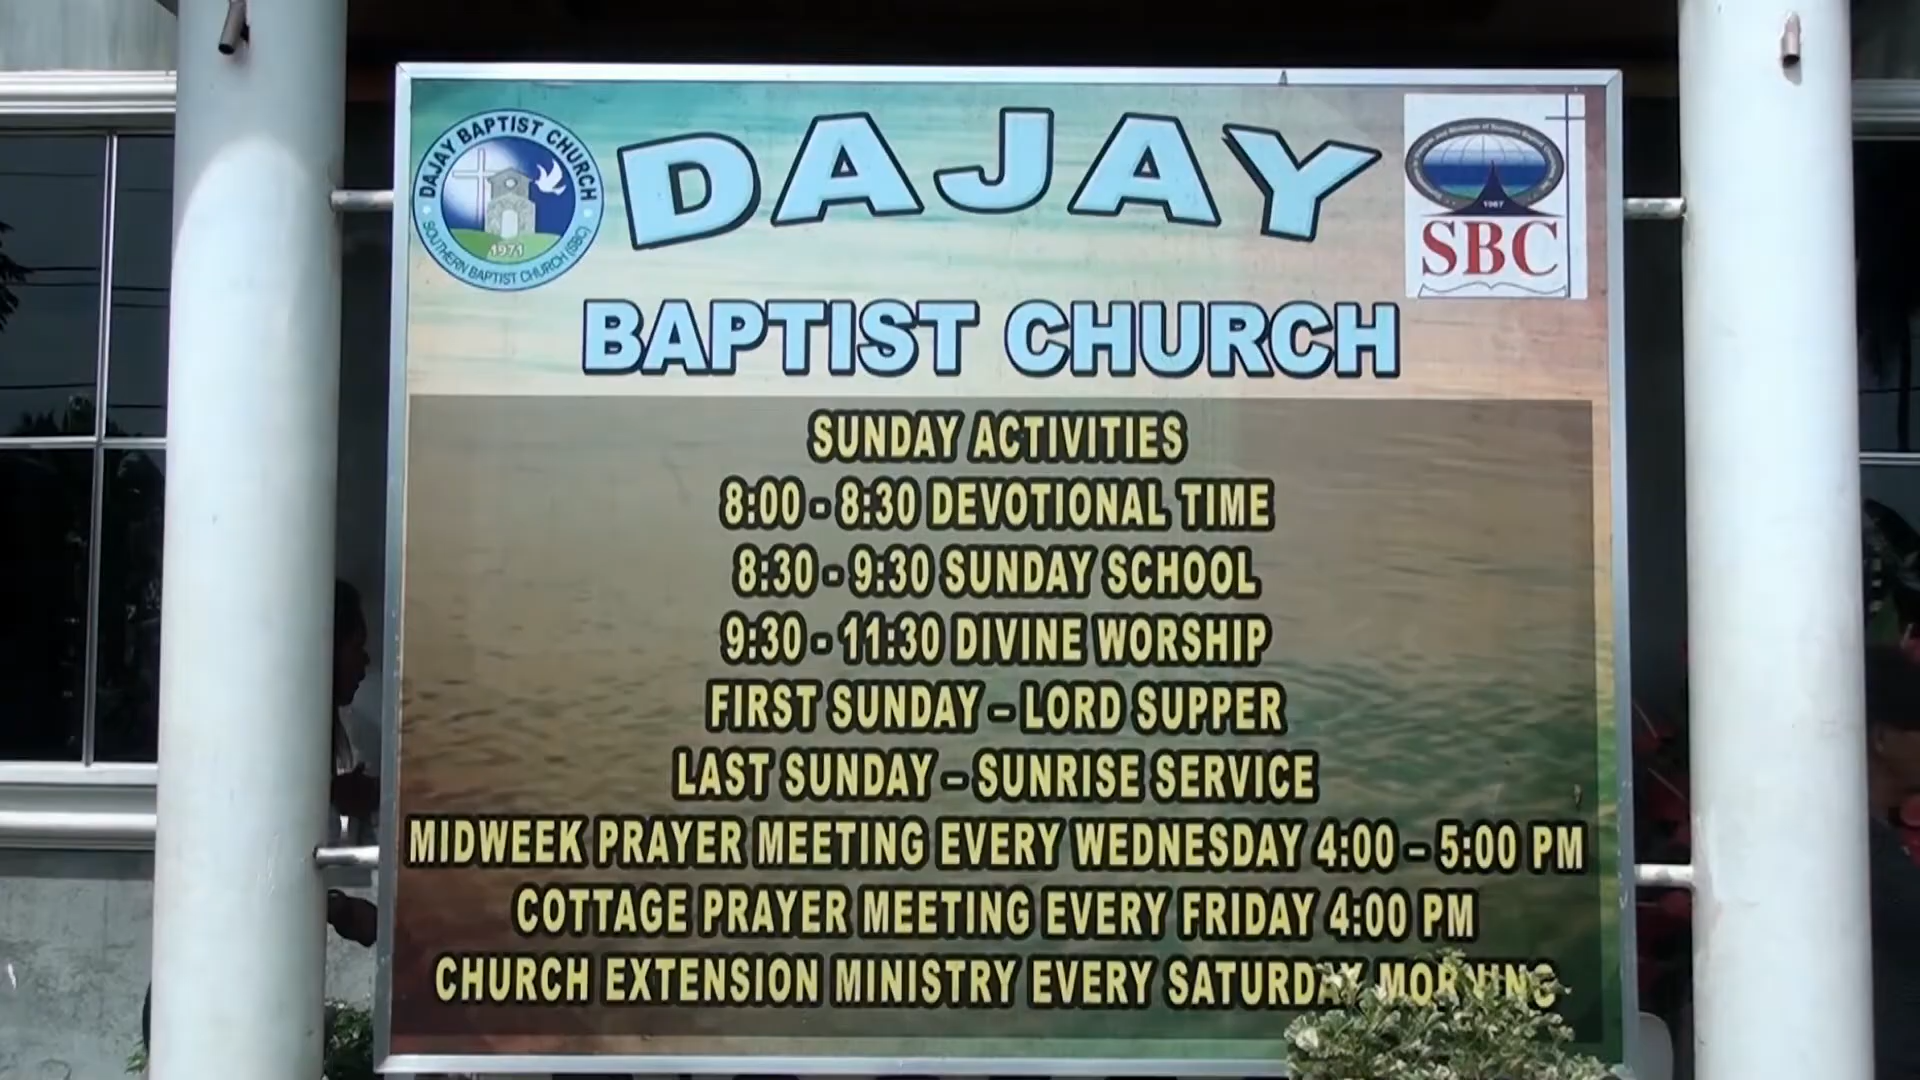 DAJAY BAPTIST CHURCH
1971
SOUTHERN BAPTIST CHURCH (SBC)
DAJAY
1967
SBC
BAPTIST CHURCH
SUNDAY ACTIVITIES
8:00 - 8:30 DEVOTIONAL TIME
8:30 - 9:30 SUNDAY SCHOOL
9:30 - 11:30 DIVINE WORSHIP
FIRST SUNDAY – LORD SUPPER
LAST SUNDAY – SUNRISE SERVICE
MIDWEEK PRAYER MEETING EVERY WEDNESDAY 4:00 – 5:00 PM
COTTAGE PRAYER MEETING EVERY FRIDAY 4:00 PM
CHURCH EXTENSION MINISTRY EVERY SATURDAY MORNING